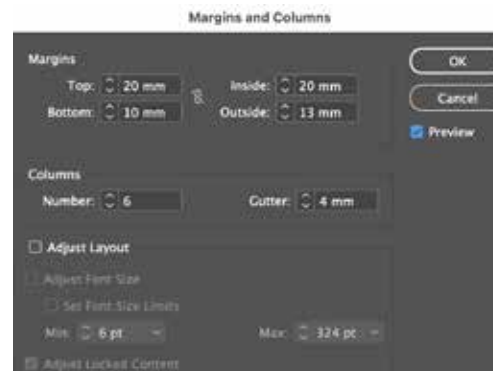 Margins and Columns
Margins
Top: 20 mm
Inside: 20 mm
Bottom: 10 mm
Outside: 13 mm
OK
Cancel
Preview
Columns
Number: 6
Gutter: 4 mm
Adjust Layout
Adjust Font Size
Set Font Size Limits
Min: 6 pt
Max: 324 pt
Adjust Locked Content